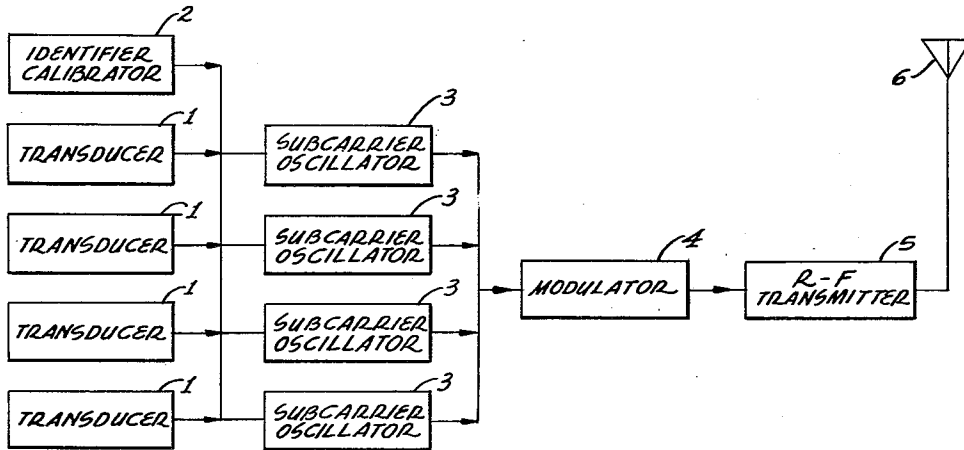 2
IDENTIFIER
CALIBRATOR
1
TRANSDUCER
3
SUBCARRIER
OSCILLATOR
1
TRANSDUCER
3
SUBCARRIER
OSCILLATOR
1
TRANSDUCER
3
SUBCARRIER
OSCILLATOR
1
TRANSDUCER
3
SUBCARRIER
OSCILLATOR
4
MODULATOR
5
R-F
TRANSMITTER
6